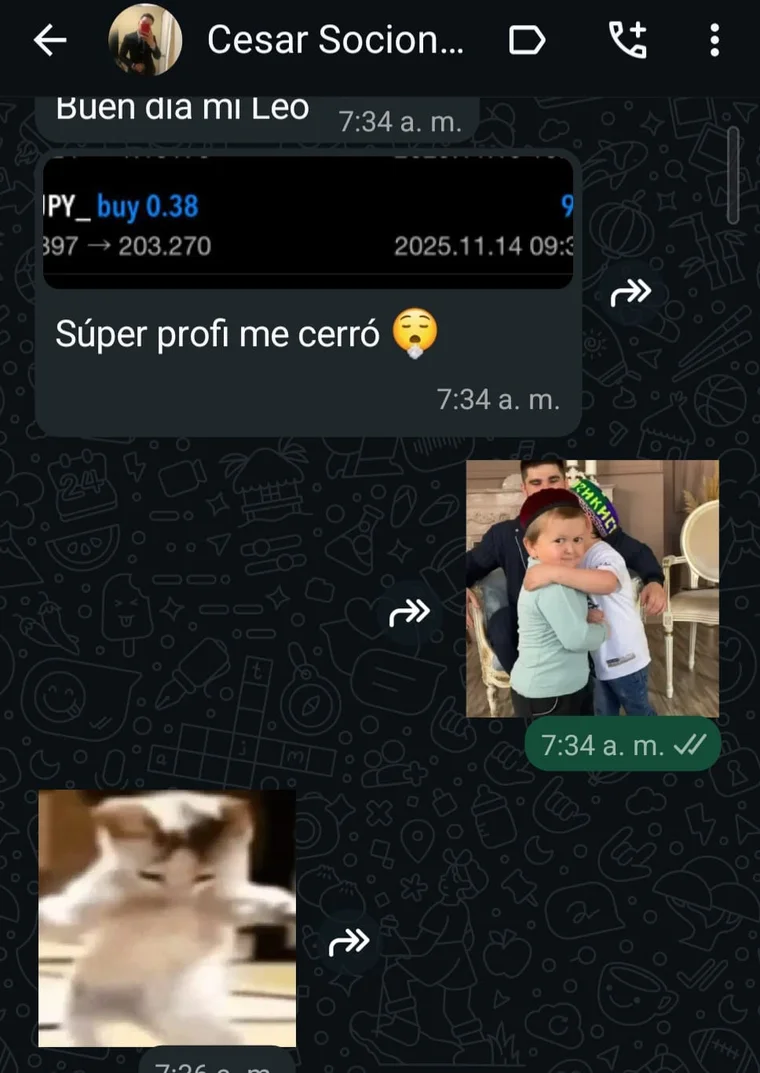 Cesar Socion...
Buen día mi Leo
7:34 a. m.
PY_ buy 0.38
397 → 203.270
2025.11.14 09:3
Súper profi me cerró
7:34 a. m.
7:34 a. m.